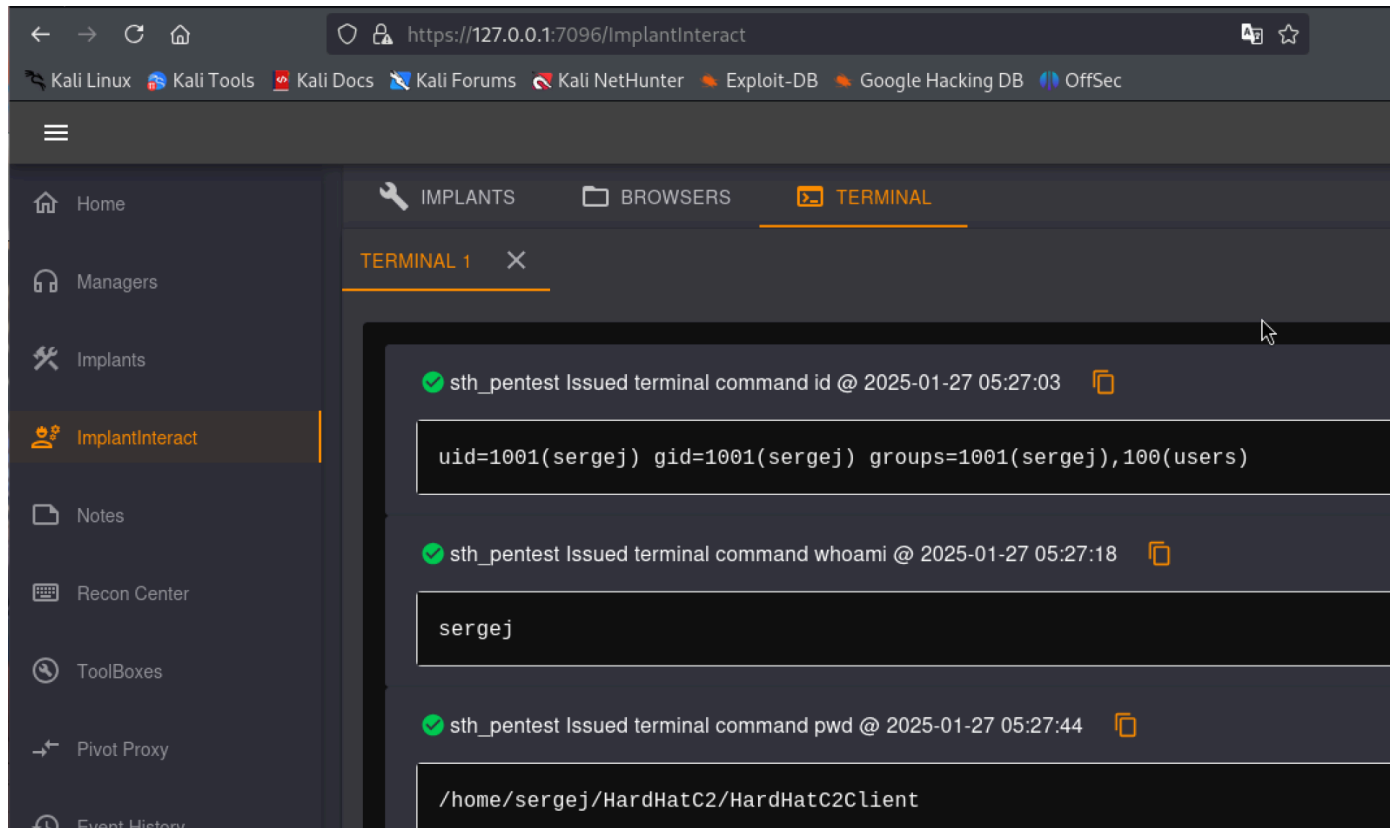 https://127.0.0.1:7096/ImplantInteract
Kali Linux Kali Tools Kali Docs Kali Forums Kali NetHunter Exploit-DB Google Hacking DB OffSec
IMPLANTS BROWSERS TERMINAL
Home
TERMINAL 1
Managers
Implants
sth_pentest Issued terminal command id @ 2025-01-27 05:27:03
ImplantInteract
uid=1001(sergej) gid=1001(sergej) groups=1001(sergej),100(users)
Notes
sth_pentest Issued terminal command whoami @ 2025-01-27 05:27:18
Recon Center
sergej
ToolBoxes
sth_pentest Issued terminal command pwd @ 2025-01-27 05:27:44
Pivot Proxy
/home/sergej/HardHatC2/HardHatC2Client
Event History